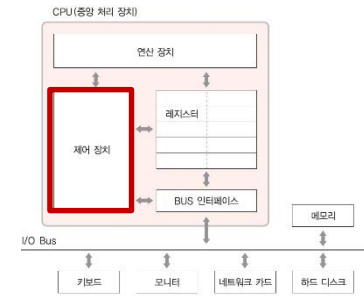 CPU(중앙 처리 장치)
연산 장치
레지스터
제어 장치
BUS 인터페이스
메모리
I/O Bus
키보드
모니터
네트워크 카드
하드 디스크